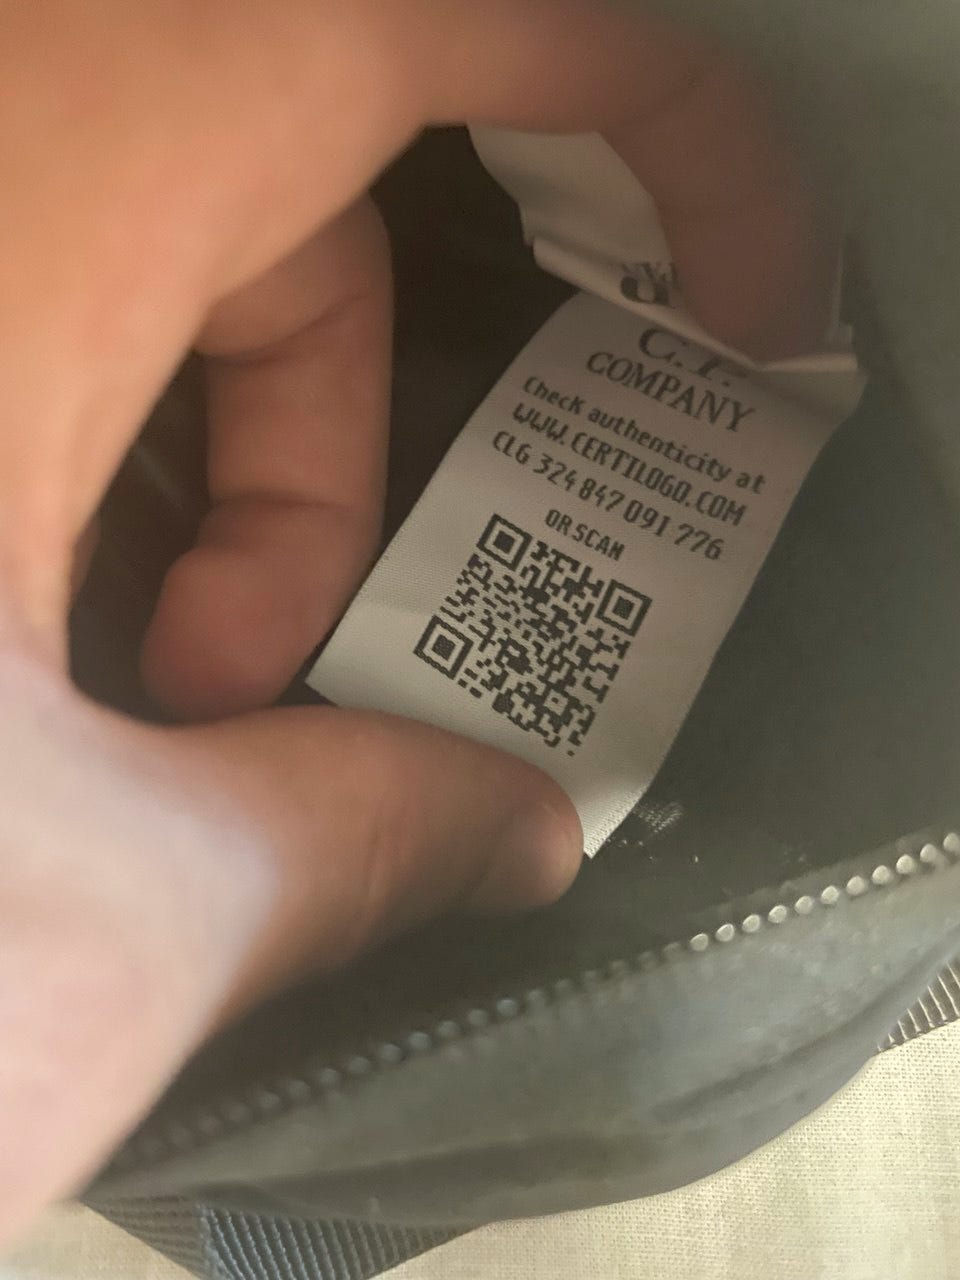 C.P.
COMPANY
Check authenticity at
WWW.CERTILOGO.COM
CLG 324 847 091 776
OR SCAN